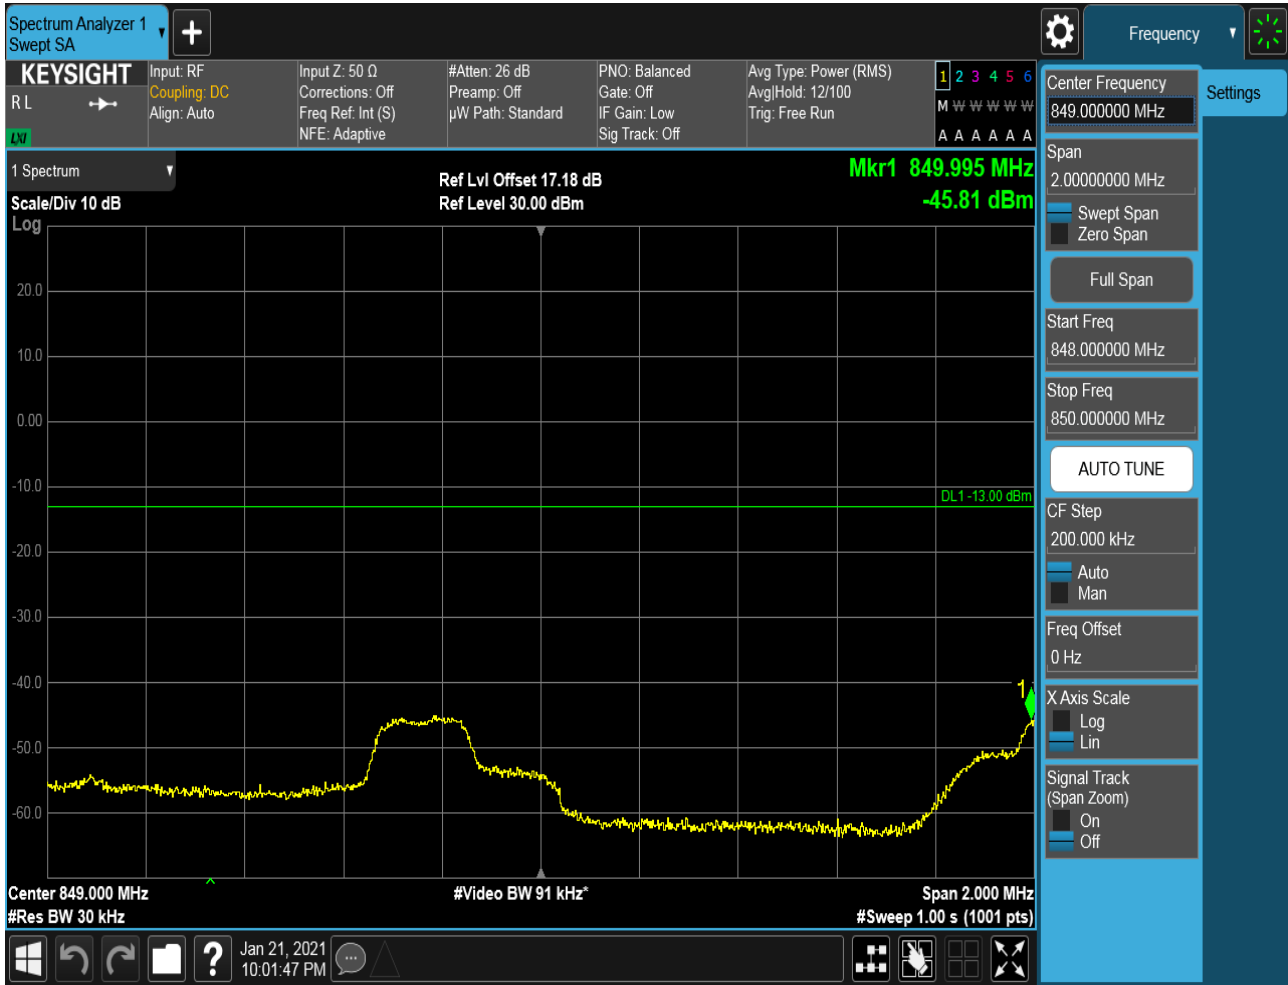 Spectrum Analyzer 1
Swept SA
Frequency
KEYSIGHT
R L
LXI
Input: RF
Coupling: DC
Align: Auto
Input Z: 50 Ω
Corrections: Off
Freq Ref: Int (S)
NFE: Adaptive
#Atten: 26 dB
Preamp: Off
µW Path: Standard
PNO: Balanced
Gate: Off
IF Gain: Low
Sig Track: Off
Avg Type: Power (RMS)
Avg|Hold: 12/100
Trig: Free Run
1 2 3 4 5 6
M W W W W W
A A A A A A
1 Spectrum
Scale/Div 10 dB
Log
Ref Lvl Offset 17.18 dB
Ref Level 30.00 dBm
Mkr1 849.995 MHz
-45.81 dBm
20.0
10.0
0.00
-10.0
DL1 -13.00 dBm
-20.0
-30.0
-40.0
1
-50.0
-60.0
Center 849.000 MHz
#Video BW 91 kHz*
Span 2.000 MHz
#Res BW 30 kHz
#Sweep 1.00 s (1001 pts)
Jan 21, 2021
10:01:47 PM
Settings
Center Frequency
849.000000 MHz
Span
2.00000000 MHz
Swept Span
Zero Span
Full Span
Start Freq
848.000000 MHz
Stop Freq
850.000000 MHz
AUTO TUNE
CF Step
200.000 kHz
Auto
Man
Freq Offset
0 Hz
X Axis Scale
Log
Lin
Signal Track
(Span Zoom)
On
Off